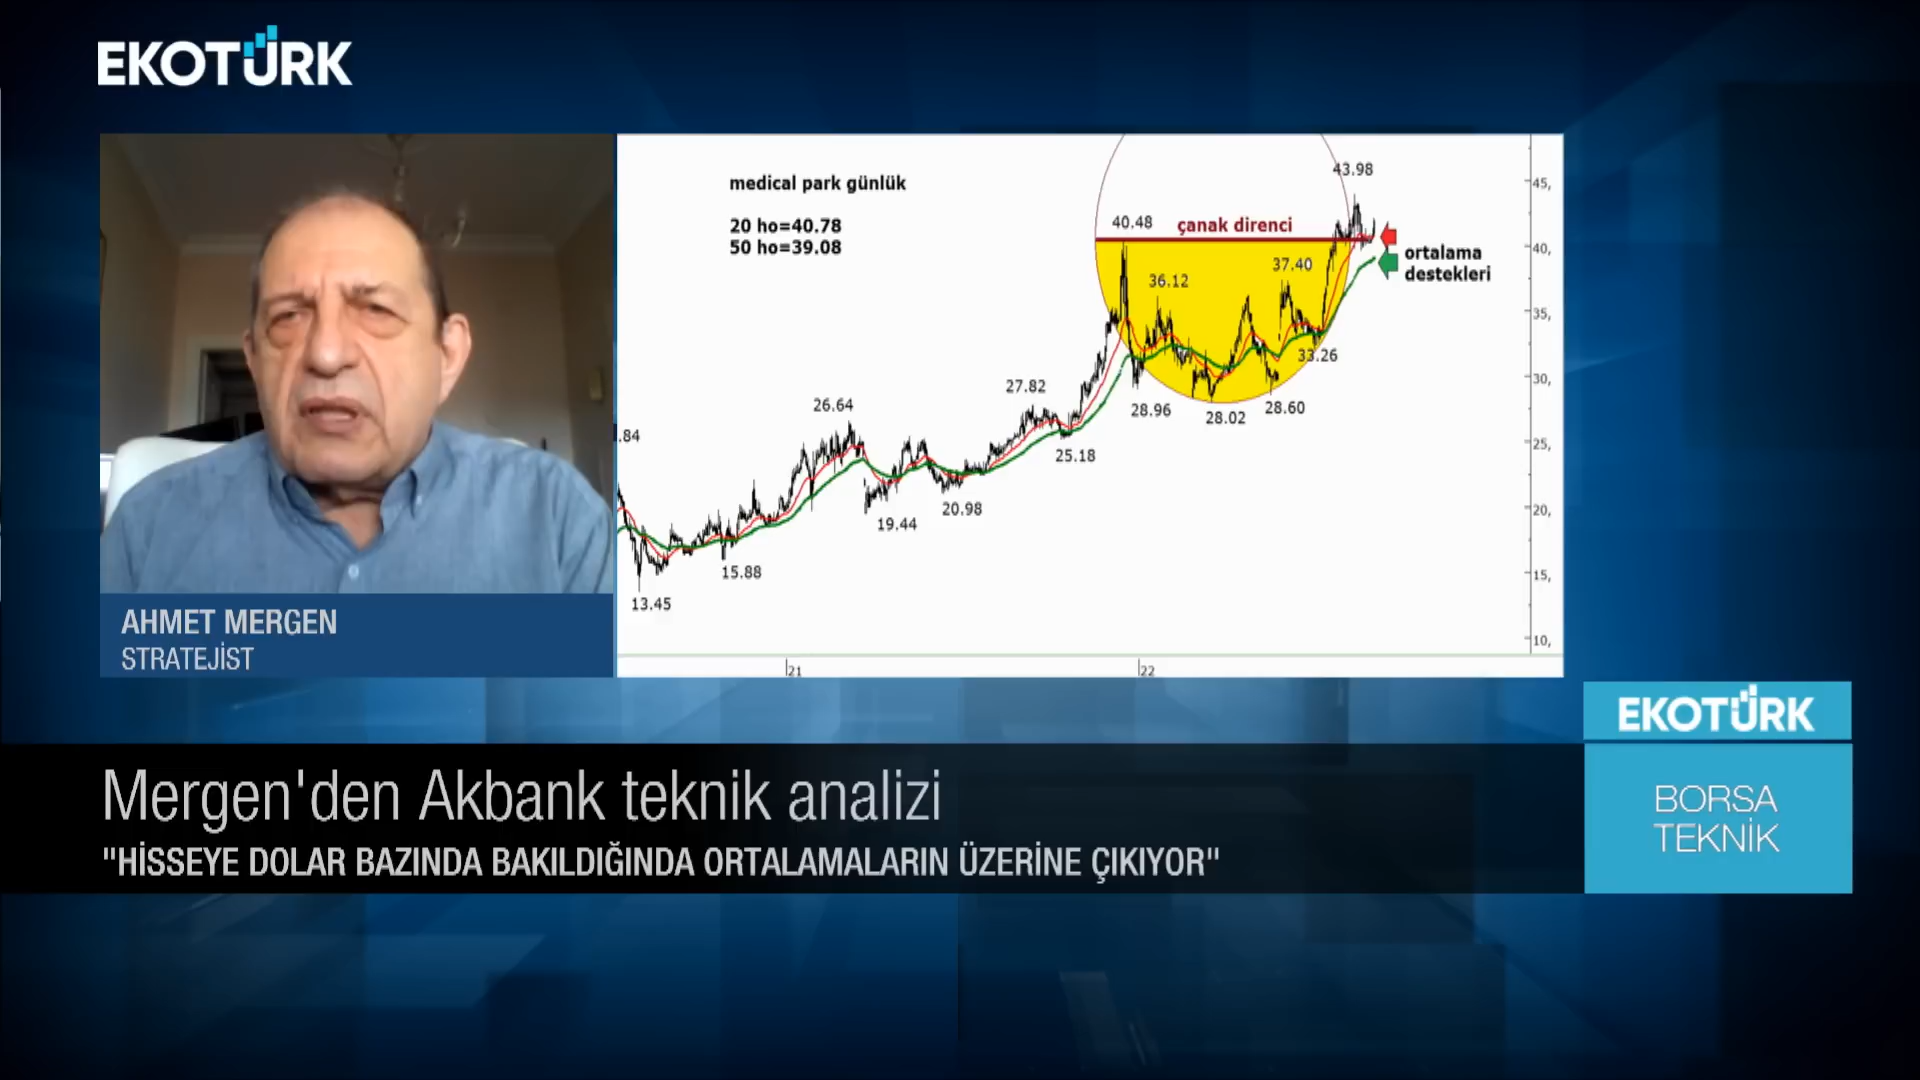 EKOTÜRK
medical park günlük
20 ho=40.78
50 ho=39.08
43.98
45,
40.48
çanak direnci
40,
ortalama
destekleri
37.40
36.12
35,
33.26
30,
27.82
26.64
28.96
28.02
28.60
.84
25,
25.18
20.98
20,
19.44
15.88
15,
13.45
10,
21
22
AHMET MERGEN
STRATEJİST
EKOTÜRK
BORSA
TEKNİK
Mergen'den Akbank teknik analizi
"HİSSEYE DOLAR BAZINDA BAKILDIĞINDA ORTALAMALARIN ÜZERİNE ÇIKIYOR"